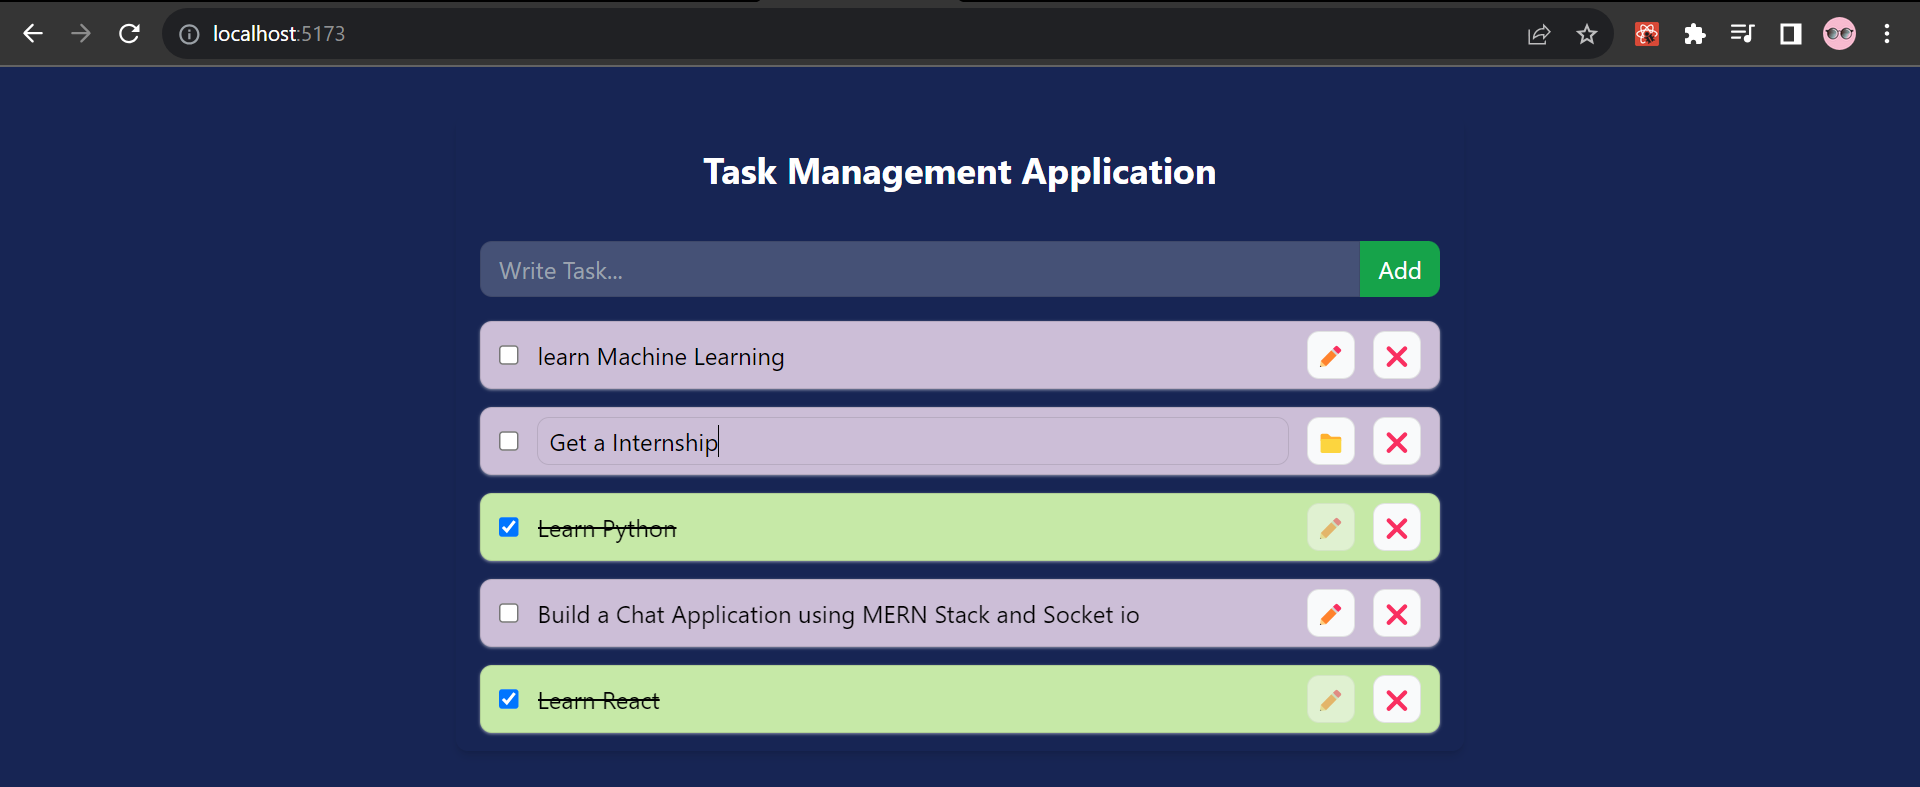 localhost:5173
Task Management Application
Write Task...
Add
learn Machine Learning
Get a Internship
Learn Python
Build a Chat Application using MERN Stack and Socket io
Learn React